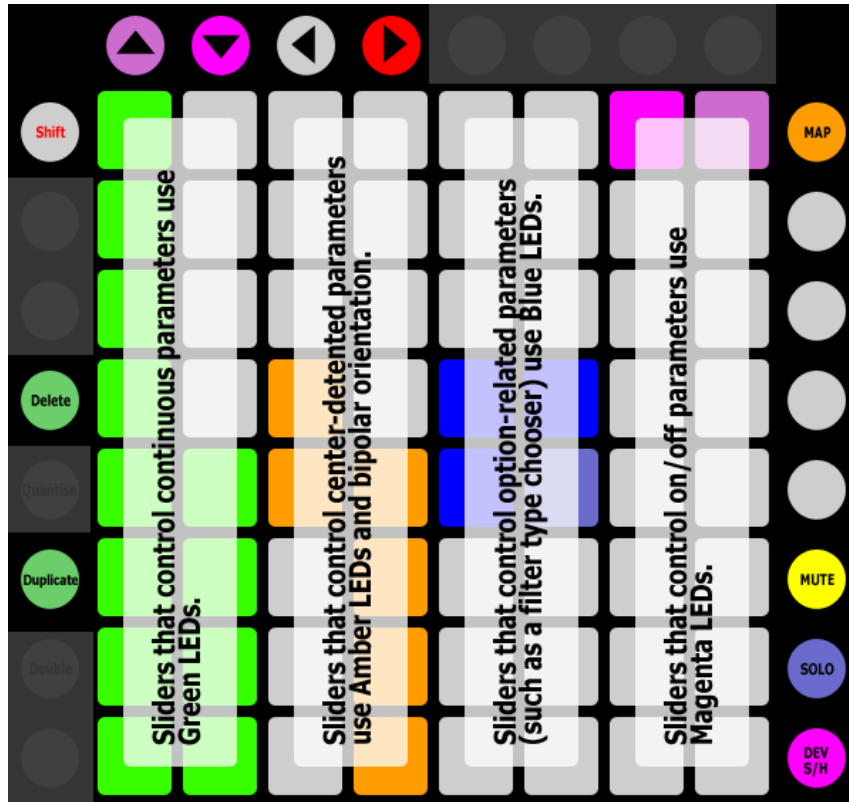 Shift
MAP
Delete
Quantise
Duplicate
MUTE
Double
SOLO
DEV
S/H
Sliders that control continuous parameters use
Green LEDs.
Sliders that control center-detented parameters
use Amber LEDs and bipolar orientation.
Sliders that control option-related parameters
(such as a filter type chooser) use Blue LEDs.
Sliders that control on/off parameters use
Magenta LEDs.